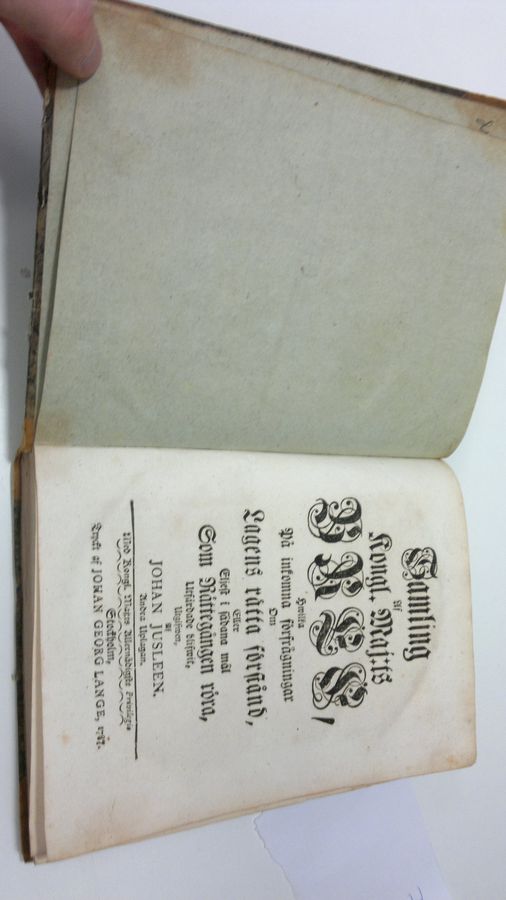 Samling
Af
Kongl. Maj:ts
BREF,
Hwilka
På inkomna förfrågningar
Om
Lagens rätta förstånd,
Eller
Eljest i sådana mål
Som Rättegången röra,
Utfärdade blifwit,
Utgifwen,
af
JOHAN JUSLEEN.
Andra Uplagan.
Med Kongl. Maj:ts Allernådigste Privilegio
Stockholm,
Tryckt af JOHAN GEORG LANGE,